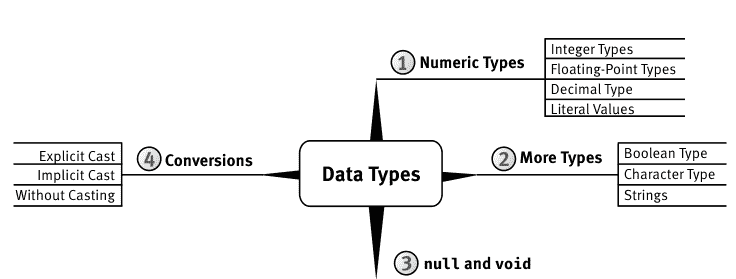 1 Numeric Types
Integer Types
Floating-Point Types
Decimal Type
Literal Values
2 More Types
Boolean Type
Character Type
Strings
3 null and void
4 Conversions
Explicit Cast
Implicit Cast
Without Casting
Data Types